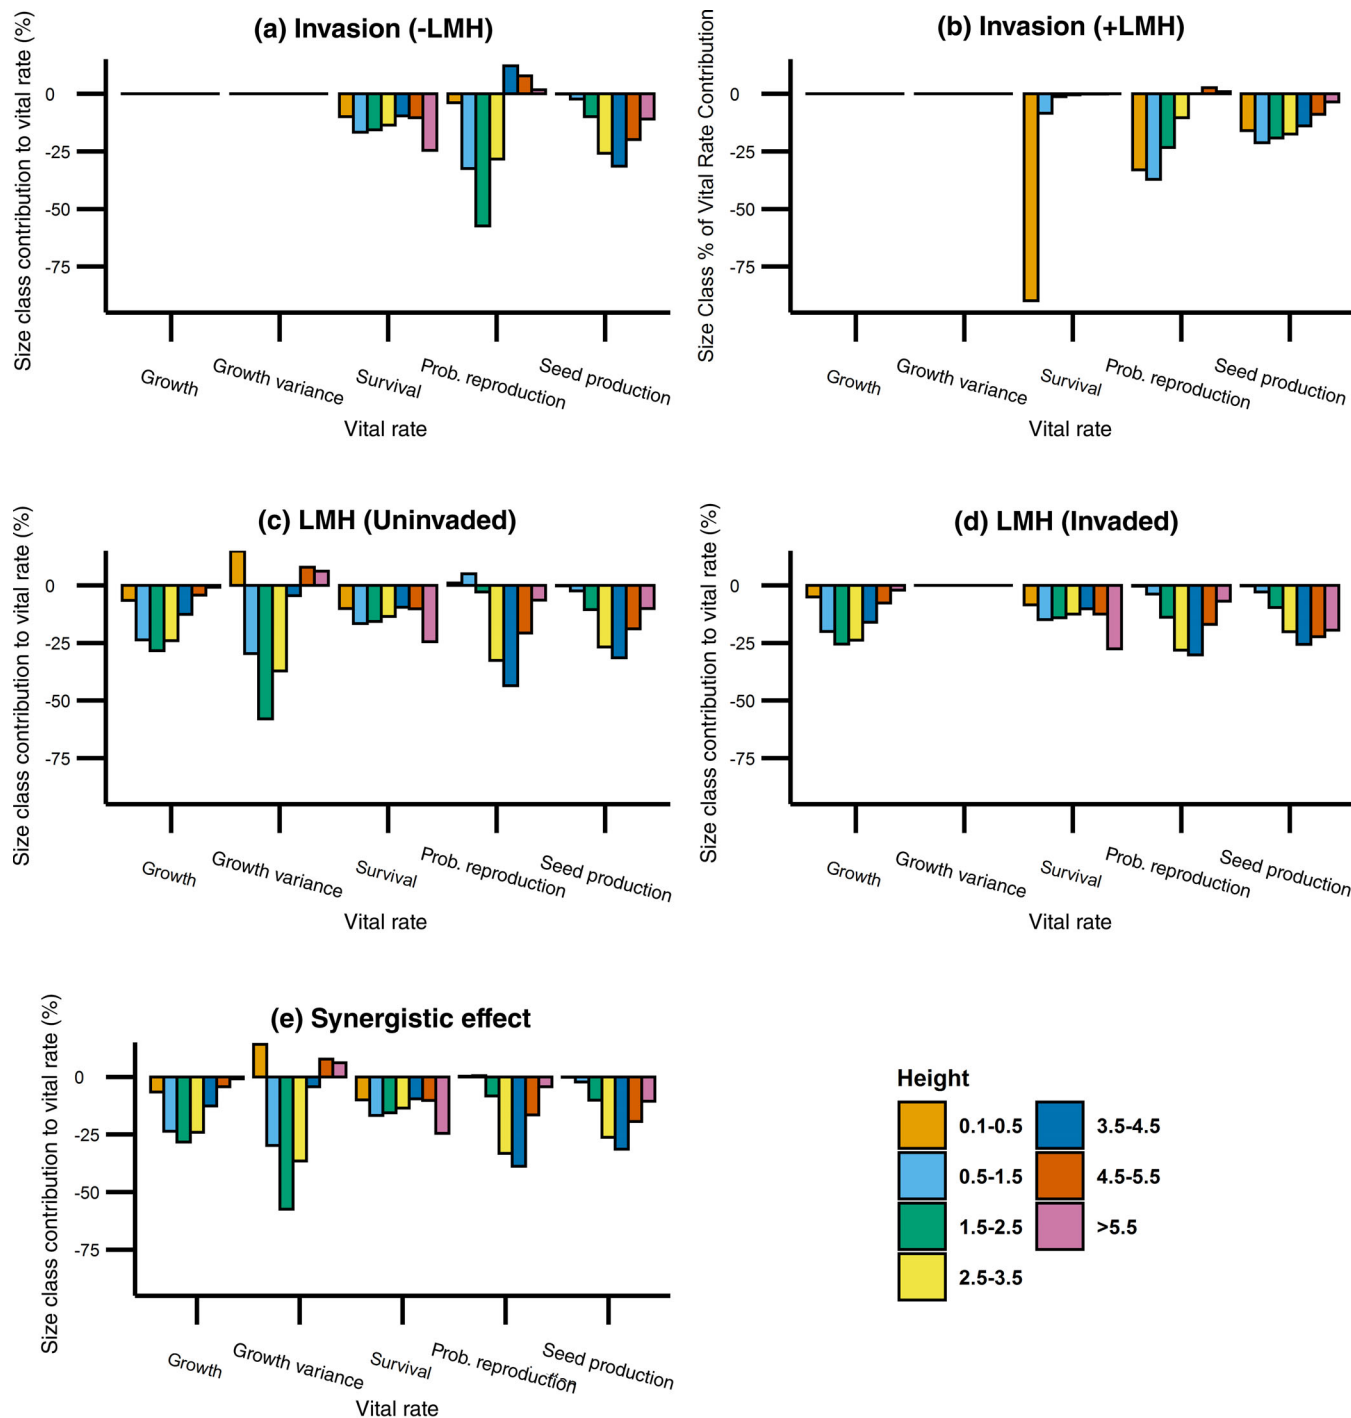 (a) Invasion (-LMH)
Size class contribution to vital rate (%)
0
-25
-50
-75
Growth
Growth variance
Survival
Prob. reproduction
Seed production
Vital rate
(b) Invasion (+LMH)
Size Class % of Vital Rate Contribution
0
-25
-50
-75
Growth
Growth variance
Survival
Prob. reproduction
Seed production
Vital rate
(c) LMH (Uninvaded)
Size class contribution to vital rate (%)
0
-25
-50
-75
Growth
Growth variance
Survival
Prob. reproduction
Seed production
Vital rate
(d) LMH (Invaded)
Size class contribution to vital rate (%)
0
-25
-50
-75
Growth
Growth variance
Survival
Prob. reproduction
Seed production
Vital rate
(e) Synergistic effect
Size class contribution to vital rate (%)
0
-25
-50
-75
Growth
Growth variance
Survival
Prob. reproduction
Seed production
Vital rate
Height
0.1-0.5
0.5-1.5
1.5-2.5
2.5-3.5
3.5-4.5
4.5-5.5
>5.5